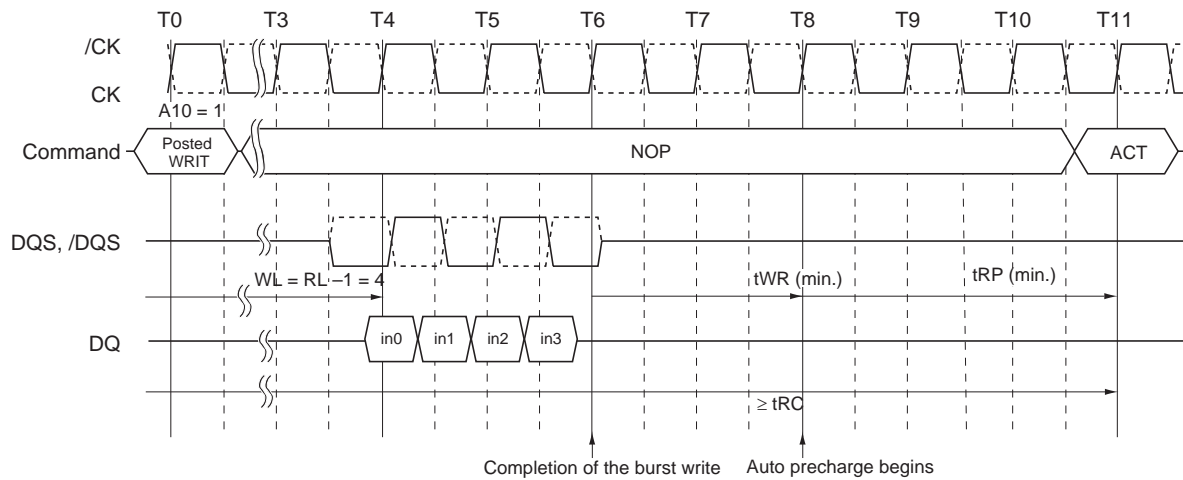 T0 T3 T4 T5 T6 T7 T8 T9 T10 T11
/CK
CK
A10 = 1
Command
Posted
WRIT
NOP
ACT
DQS, /DQS
WL = RL –1 = 4
tWR (min.)
tRP (min.)
DQ
in0 in1 in2 in3
≥ tRC
Completion of the burst write
Auto precharge begins